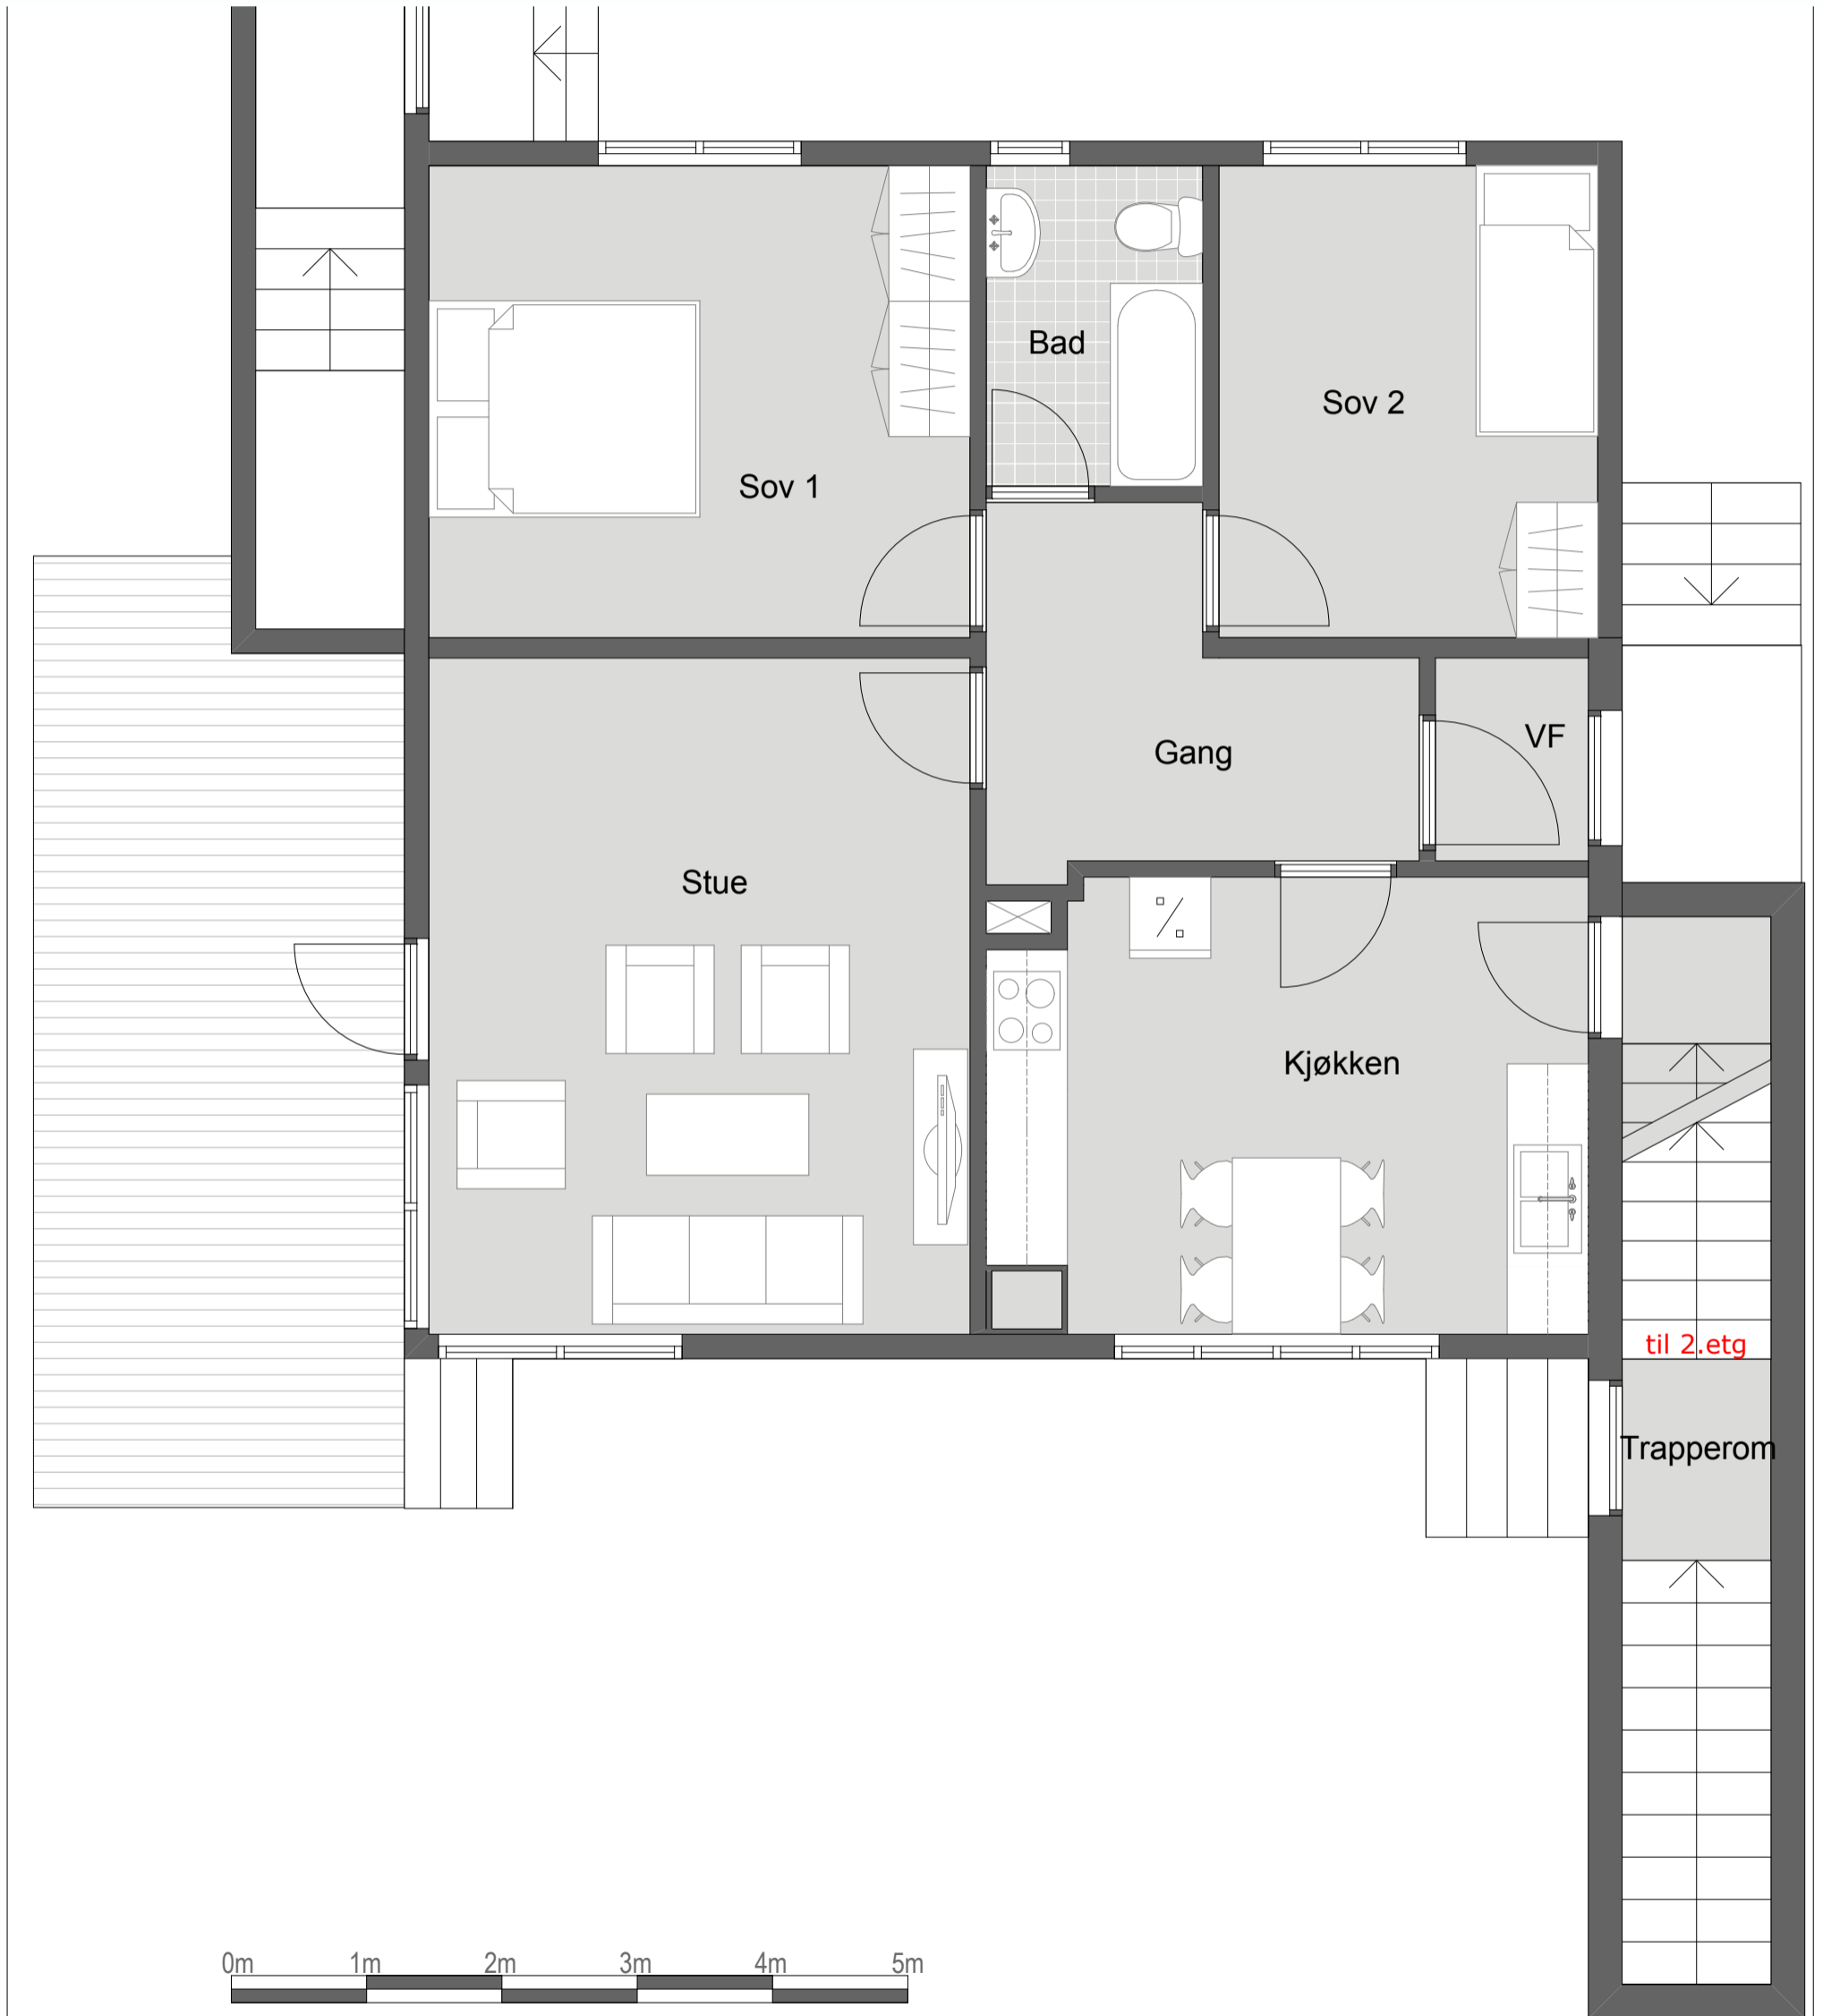 Bad
Sov 2
Sov 1
VF
Gang
Stue
Kjøkken
til 2.etg
Trapperom
0m 1m 2m 3m 4m 5m